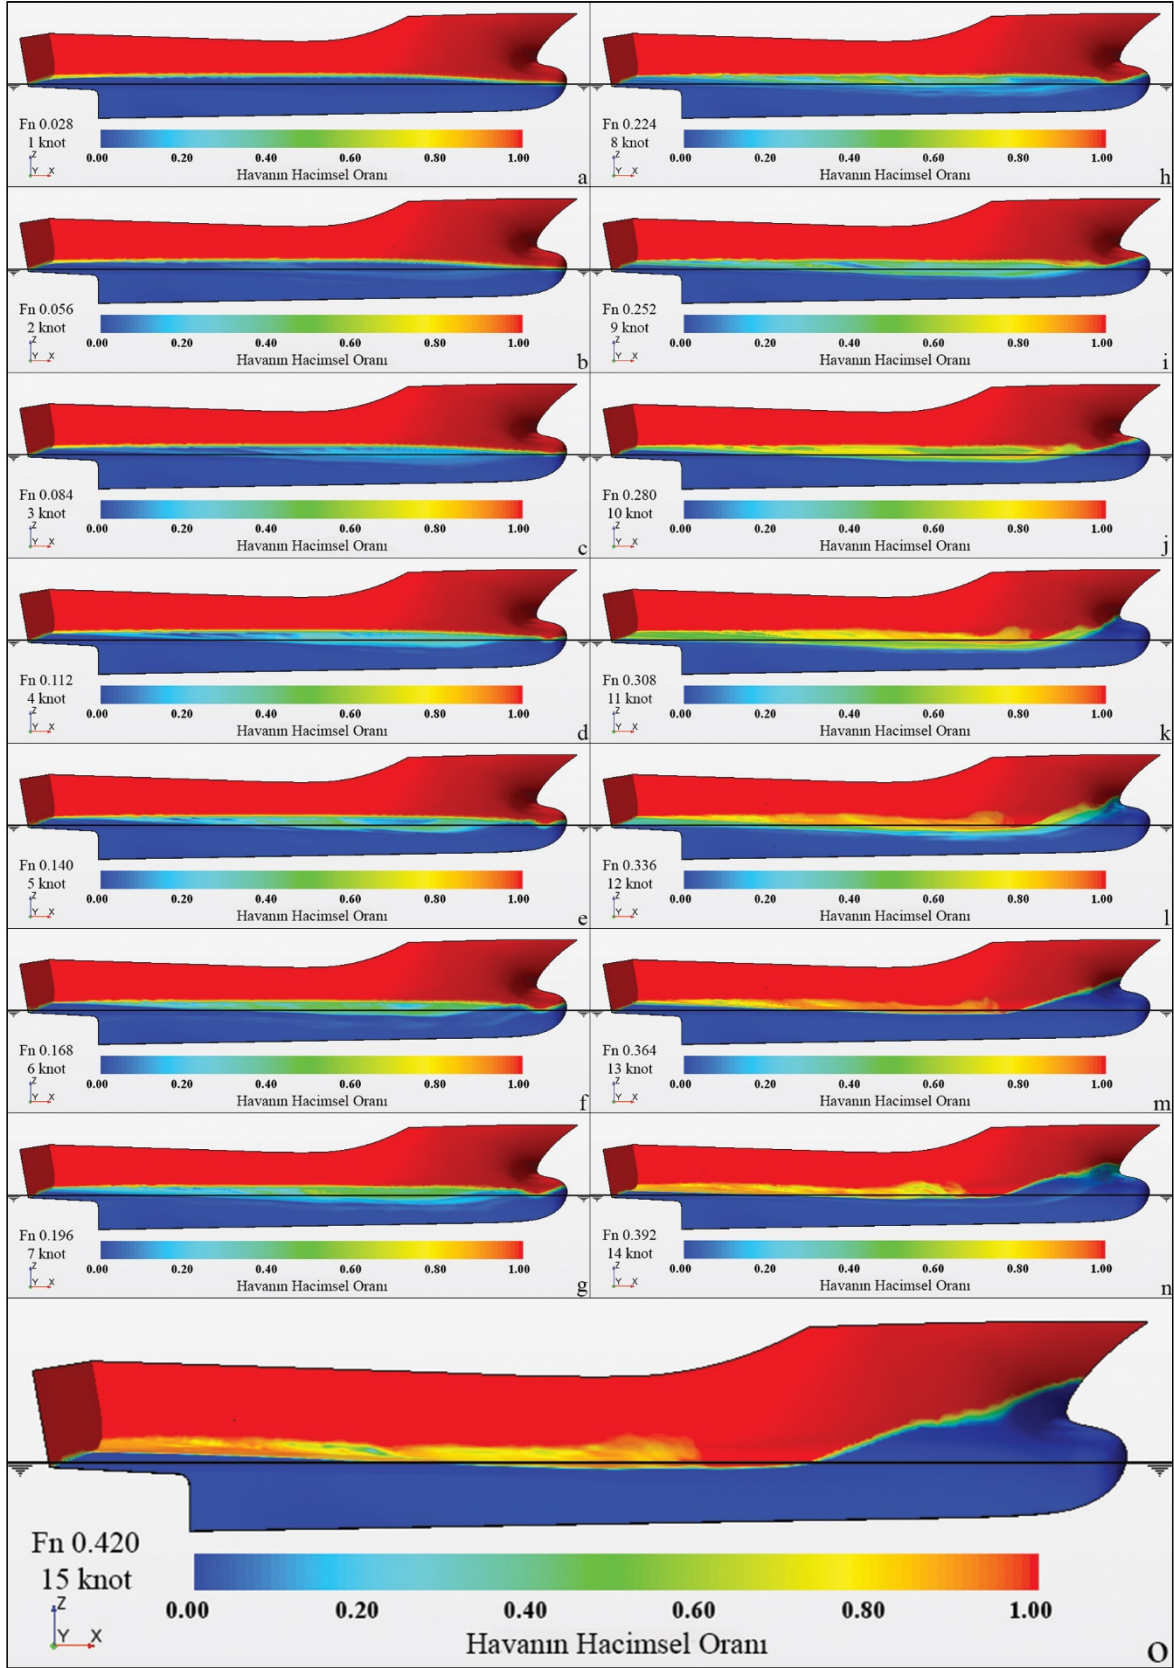 Fn 0.028
1 knot
Z
Y X
0.00 0.20 0.40 0.60 0.80 1.00
Havanın Hacimsel Oranı
a
Fn 0.056
2 knot
Z
Y X
0.00 0.20 0.40 0.60 0.80 1.00
Havanın Hacimsel Oranı
b
Fn 0.084
3 knot
Z
Y X
0.00 0.20 0.40 0.60 0.80 1.00
Havanın Hacimsel Oranı
c
Fn 0.112
4 knot
Z
Y X
0.00 0.20 0.40 0.60 0.80 1.00
Havanın Hacimsel Oranı
d
Fn 0.140
5 knot
Z
Y X
0.00 0.20 0.40 0.60 0.80 1.00
Havanın Hacimsel Oranı
e
Fn 0.168
6 knot
Z
Y X
0.00 0.20 0.40 0.60 0.80 1.00
Havanın Hacimsel Oranı
f
Fn 0.196
7 knot
Z
Y X
0.00 0.20 0.40 0.60 0.80 1.00
Havanın Hacimsel Oranı
g
Fn 0.224
8 knot
Z
Y X
0.00 0.20 0.40 0.60 0.80 1.00
Havanın Hacimsel Oranı
h
Fn 0.252
9 knot
Z
Y X
0.00 0.20 0.40 0.60 0.80 1.00
Havanın Hacimsel Oranı
i
Fn 0.280
10 knot
Z
Y X
0.00 0.20 0.40 0.60 0.80 1.00
Havanın Hacimsel Oranı
j
Fn 0.308
11 knot
Z
Y X
0.00 0.20 0.40 0.60 0.80 1.00
Havanın Hacimsel Oranı
k
Fn 0.336
12 knot
Z
Y X
0.00 0.20 0.40 0.60 0.80 1.00
Havanın Hacimsel Oranı
l
Fn 0.364
13 knot
Z
Y X
0.00 0.20 0.40 0.60 0.80 1.00
Havanın Hacimsel Oranı
m
Fn 0.392
14 knot
Z
Y X
0.00 0.20 0.40 0.60 0.80 1.00
Havanın Hacimsel Oranı
n
Fn 0.420
15 knot
Z
Y X
0.00 0.20 0.40 0.60 0.80 1.00
Havanın Hacimsel Oranı
o